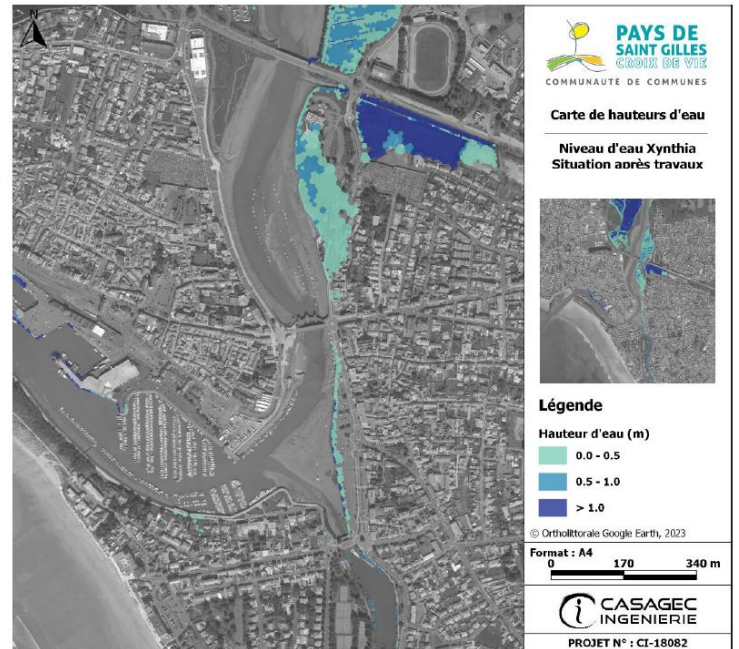 N
PAYS DE
SAINT GILLES
CROIX DE VIE
COMMUNAUTÉ DE COMMUNES
Carte de hauteurs d'eau
Niveau d'eau Xynthia
Situation après travaux
Légende
Hauteur d'eau (m)
0.0 - 0.5
0.5 - 1.0
> 1.0
© Ortholittorale Google Earth, 2023
Format : A4
0 170 340 m
CASAGEC
INGENIERIE
PROJET N° : CI-18082